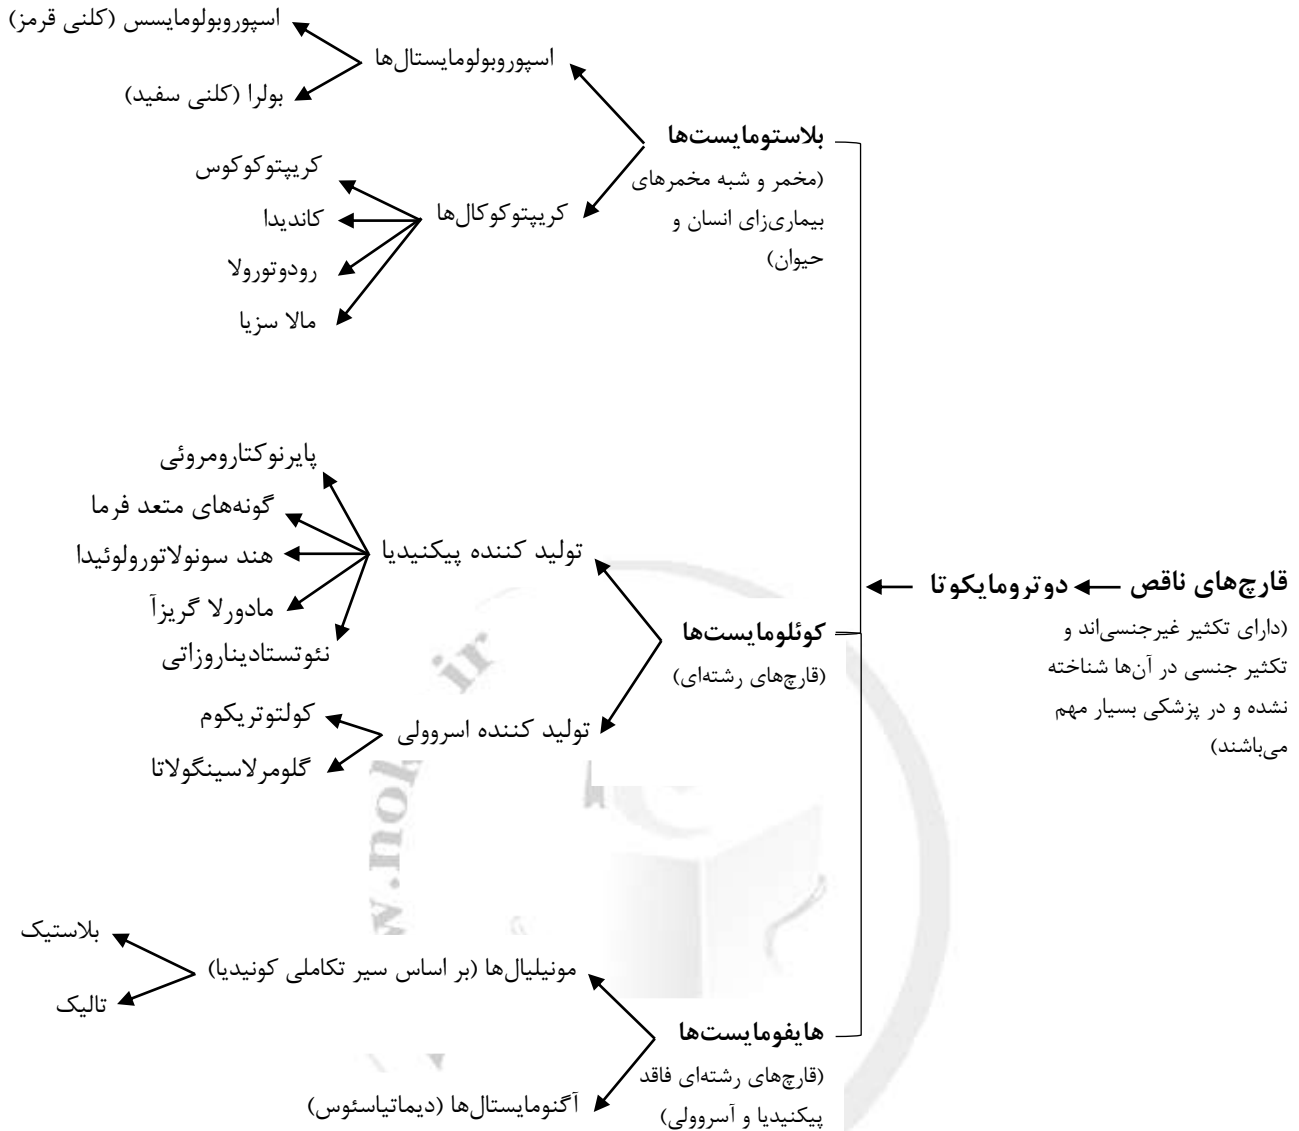 قارچ‌های ناقص
دوترومایکوتا
(دارای تکثیر غیرجنسی‌اند و
تکثیر جنسی در آن‌ها شناخته
نشده و در پزشکی بسیار مهم
می‌باشند)
بلاستومایست‌ها
(مخمر و شبه مخمرهای
بیماری‌زای انسان و
حیوان)
اسپوروبولومایستال‌ها
اسپوروبولومایسس (کلنی قرمز)
بولرا (کلنی سفید)
کریپتوکوکال‌ها
کریپتوکوکوس
کاندیدا
رودوتورولا
مالا سزیا
کوئلومایست‌ها
(قارچ‌های رشته‌ای)
تولید کننده پیکنیدیا
پایرنوکتارومروئی
گونه‌های متعد فرما
هند سونولاتورولوئیدا
مادورلا گریزآ
نئوتستادیناروزاتی
تولید کننده اسروولی
کولتوتریکوم
گلومرلاسینگولاتا
هایفومایست‌ها
(قارچ‌های رشته‌ای فاقد
پیکنیدیا و آسروولی)
مونیلیال‌ها (بر اساس سیر تکاملی کونیدیا)
بلاستیک
تالیک
آگنومایستال‌ها (دیماتیاسئوس)
ir
w.no